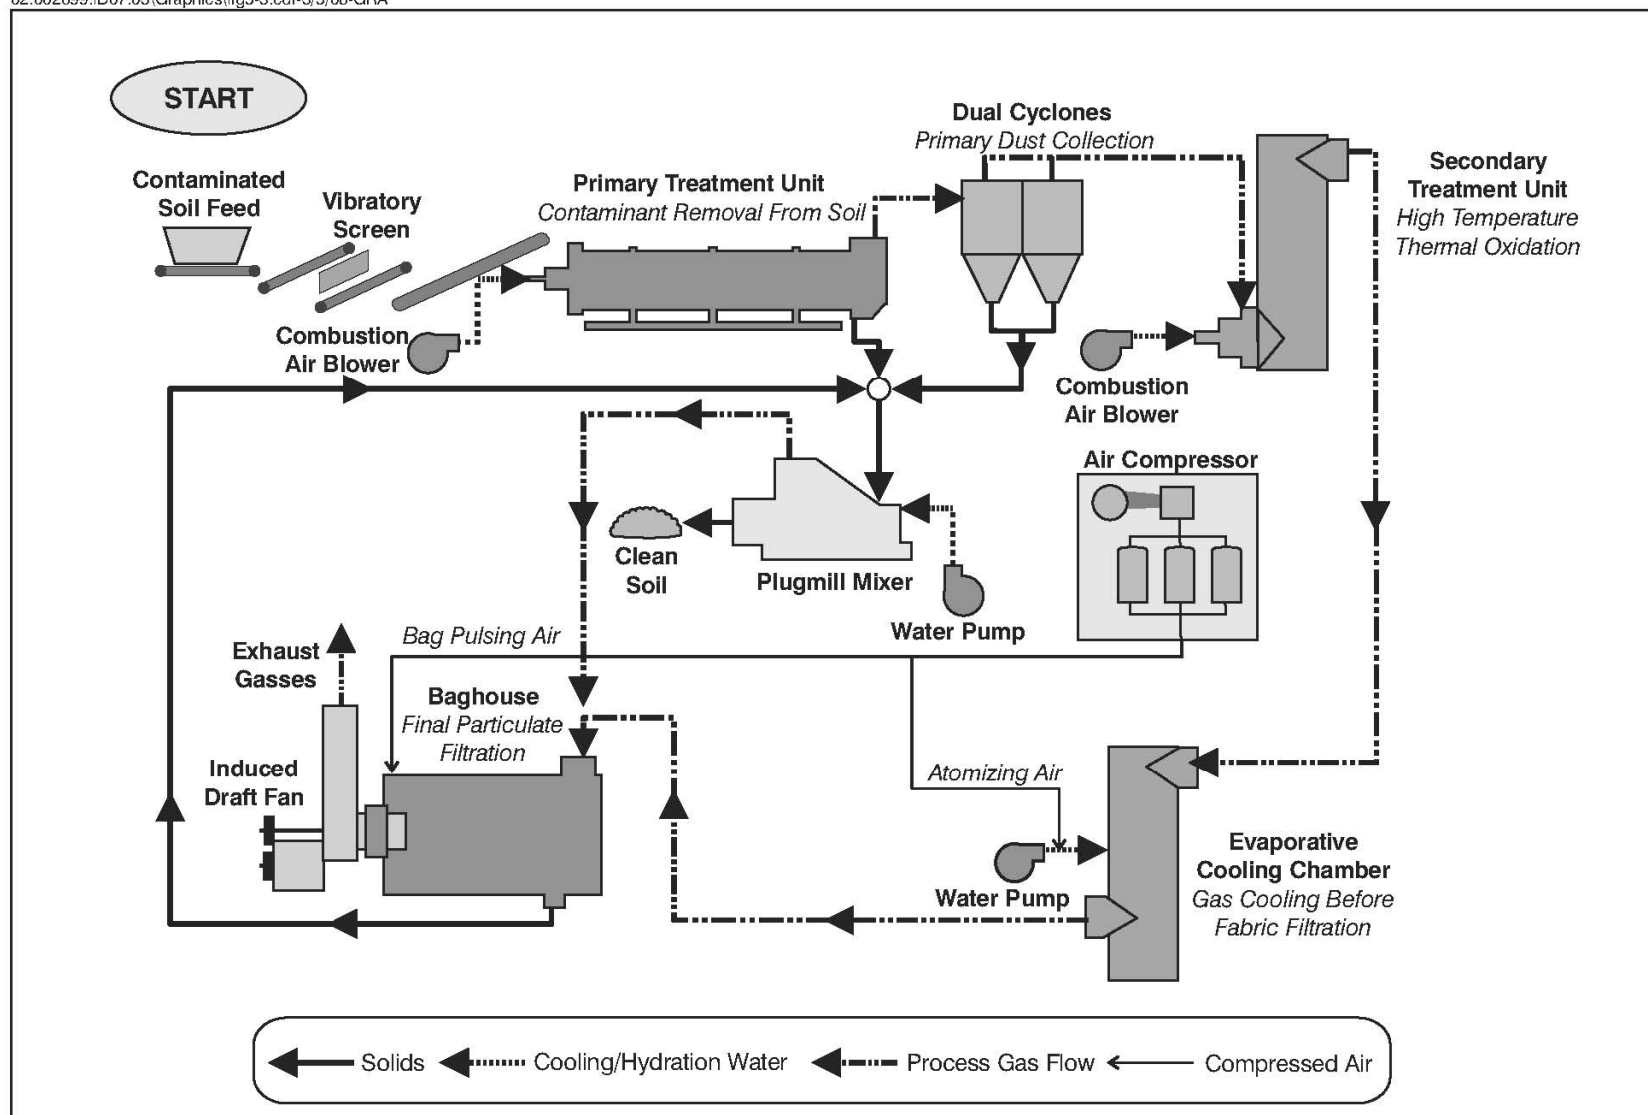 START
Contaminated
Soil Feed
Vibratory
Screen
Primary Treatment Unit
Contaminant Removal From Soil
Dual Cyclones
Primary Dust Collection
Secondary
Treatment Unit
High Temperature
Thermal Oxidation
Combustion
Air Blower
Combustion
Air Blower
Air Compressor
Clean
Soil
Plugmill Mixer
Water Pump
Bag Pulsing Air
Exhaust
Gasses
Baghouse
Final Particulate
Filtration
Induced
Draft Fan
Atomizing Air
Water Pump
Evaporative
Cooling Chamber
Gas Cooling Before
Fabric Filtration
Solids
Cooling/Hydration Water
Process Gas Flow
Compressed Air